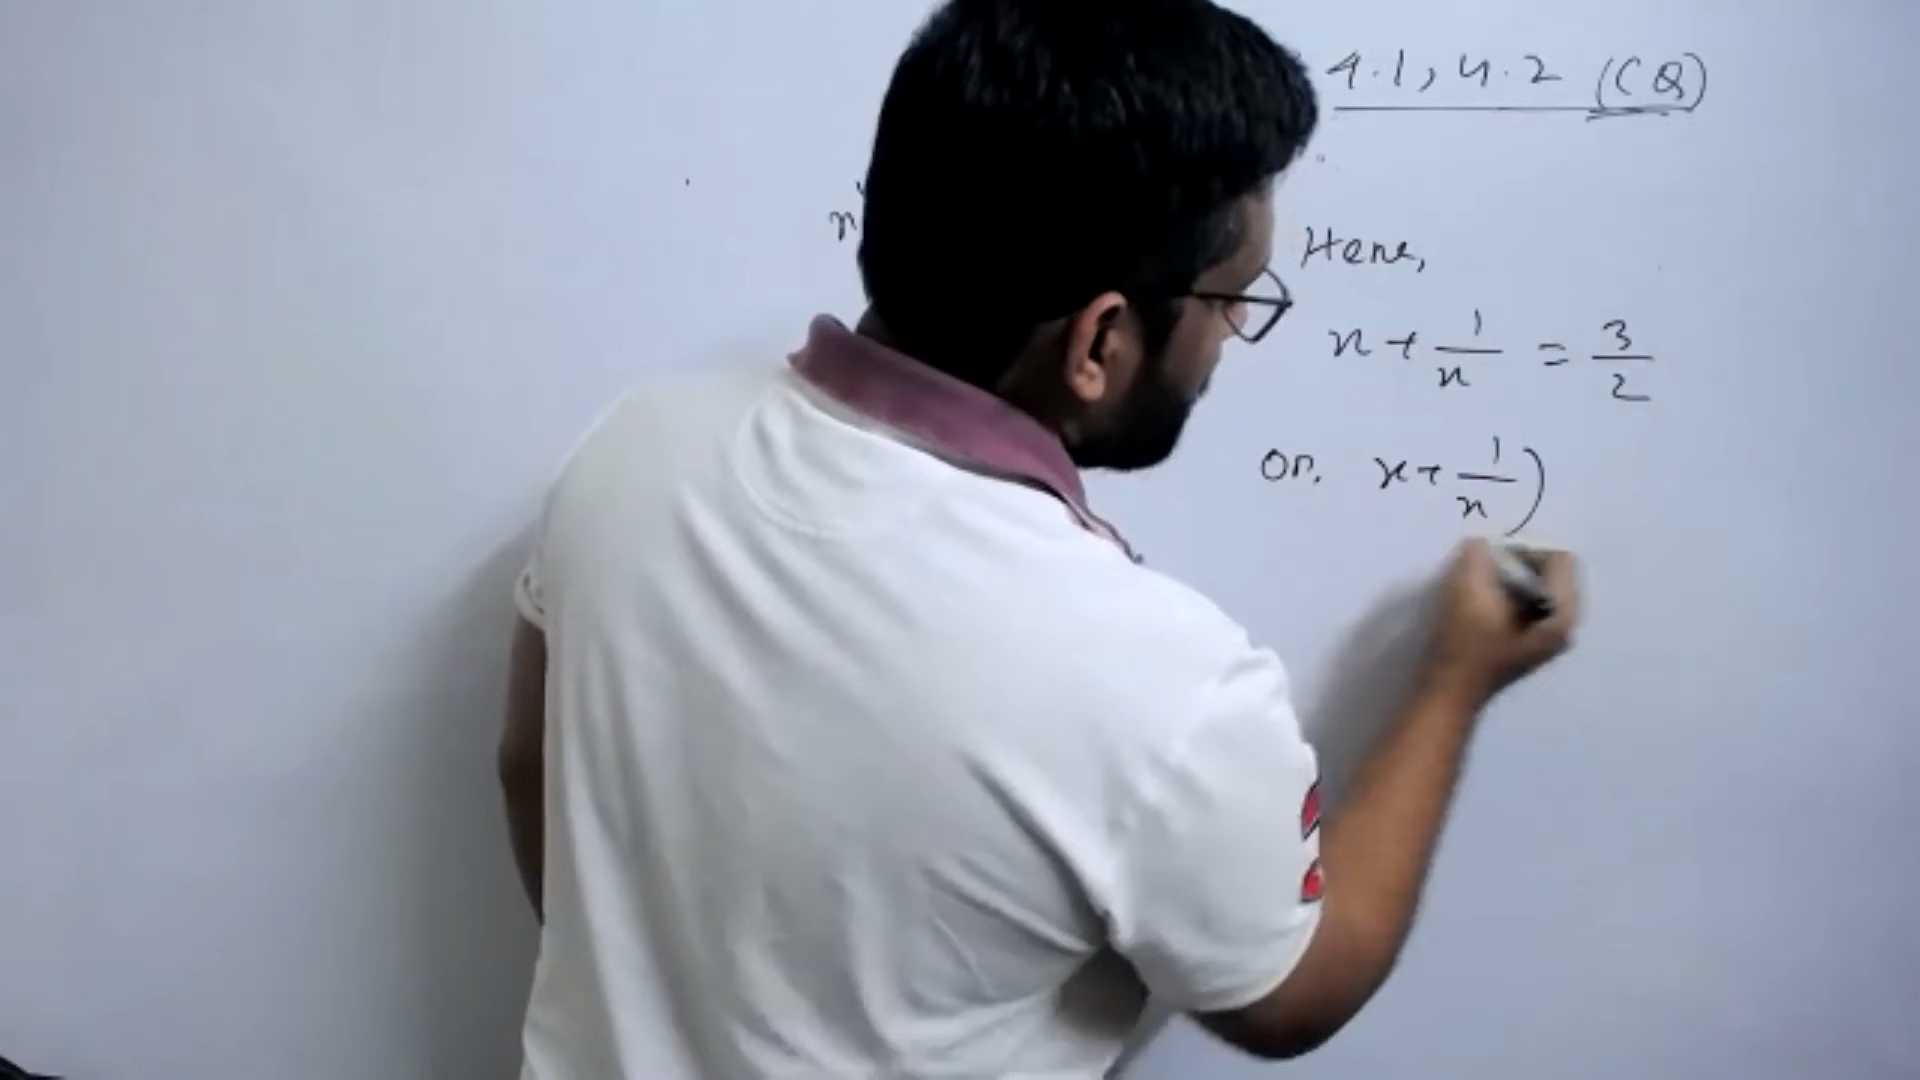 4.1, 4.2 (CQ)
n
Here,
x + 1/x = 3/2
or, x + 1/x)